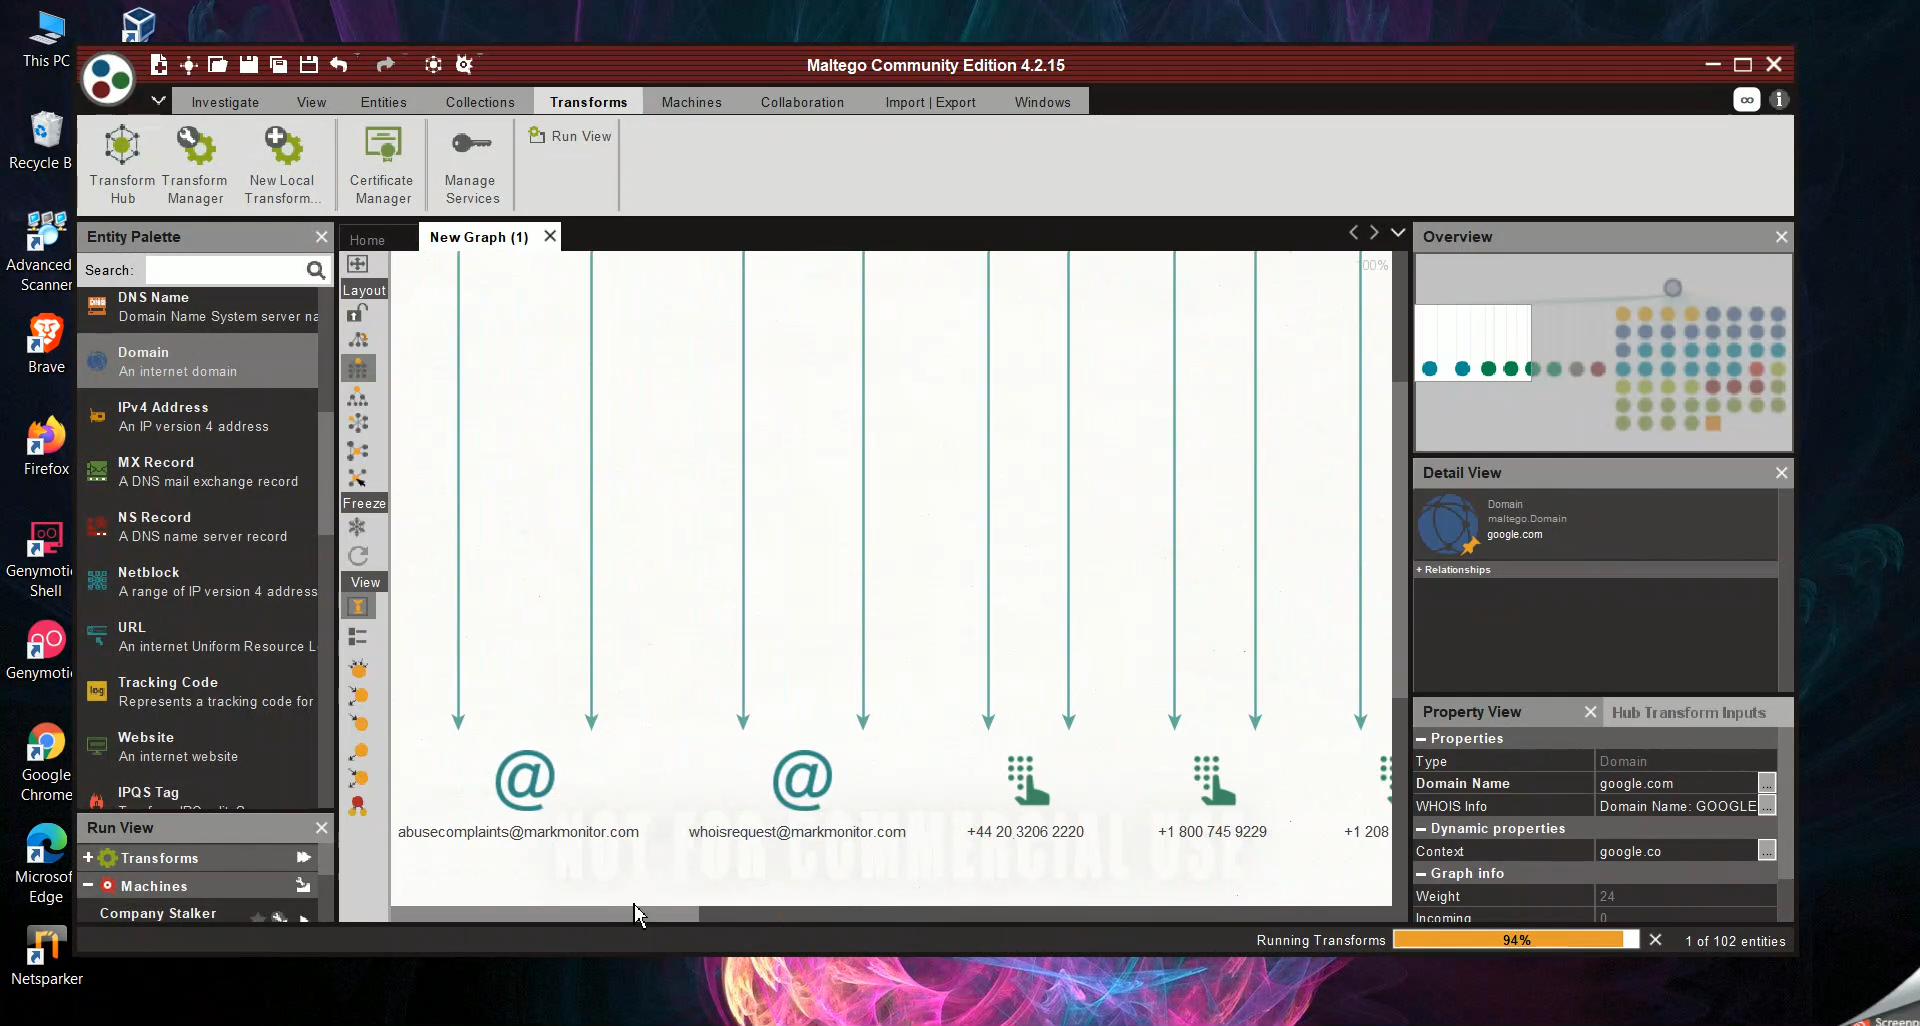 This PC
Recycle B
Advanced
Scanner
Brave
Firefox
Genymotic
Shell
Genymotic
Google
Chrome
Microsof
Edge
Netsparker
Maltego Community Edition 4.2.15
Investigate
View
Entities
Collections
Transforms
Machines
Collaboration
Import | Export
Windows
Transform
Hub
Transform
Manager
New Local
Transform...
Certificate
Manager
Manage
Services
Run View
Entity Palette
Search:
DNS Name
Domain Name System server na
Domain
An internet domain
IPv4 Address
An IP version 4 address
MX Record
A DNS mail exchange record
NS Record
A DNS name server record
Netblock
A range of IP version 4 address
URL
An internet Uniform Resource L
Tracking Code
Represents a tracking code for
Website
An internet website
IPQS Tag
Run View
Transforms
Machines
Company Stalker
Home
New Graph (1)
Layout
Freeze
View
100%
abusecomplaints@markmonitor.com
whoisrequest@markmonitor.com
+44 20 3206 2220
+1 800 745 9229
+1 208
NOT FOR COMMERCIAL USE
Overview
Detail View
Domain
maltego.Domain
google.com
+ Relationships
Property View
Hub Transform Inputs
Properties
Type Domain
Domain Name google.com ...
WHOIS Info Domain Name: GOOGLE ...
Dynamic properties
Context google.co ...
Graph info
Weight 24
Incoming 0
Running Transforms 94% 1 of 102 entities